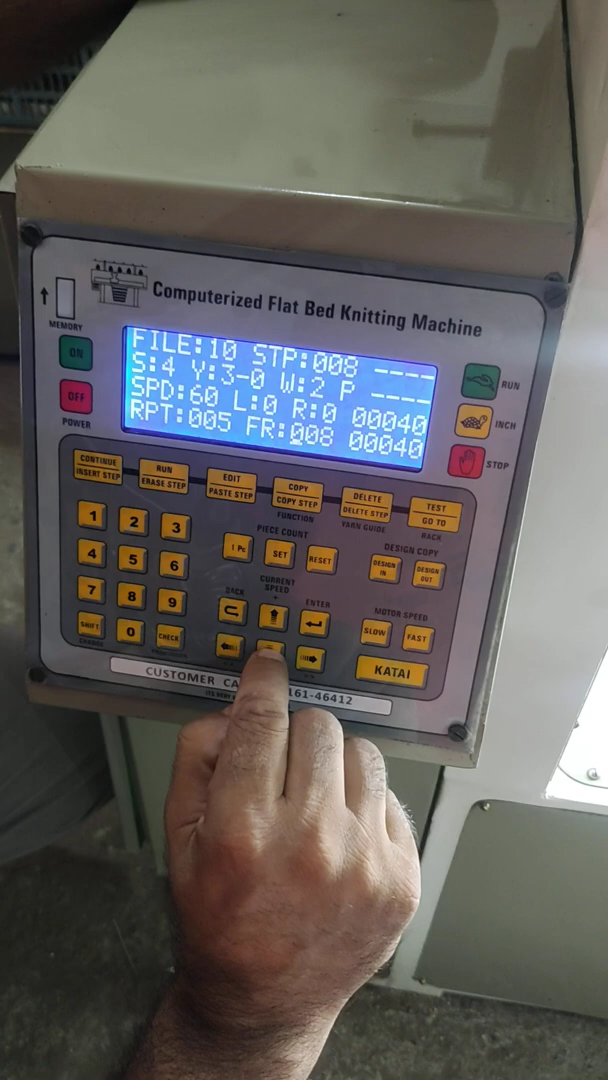 Computerized Flat Bed Knitting Machine
MEMORY
ON
OFF
POWER
FILE:10 STP:008 ----
S:4 Y:3-0 W:2 P ----
SPD:60 L:0 R:0 00040
RPT:005 FR:008 00040
RUN
INCH
STOP
CONTINUE
INSERT STEP
RUN
ERASE STEP
EDIT
PASTE STEP
COPY
COPY STEP
DELETE
DELETE STEP
TEST
GO TO
FUNCTION
YARN GUIDE
RACK
1 2 3
4 5 6
7 8 9
SHIFT 0 CHECK
PIECE COUNT
1 Pc SET RESET
DESIGN COPY
DESIGN IN
DESIGN OUT
BACK
CURRENT SPEED
+
ENTER
MOTOR SPEED
SLOW FAST
KATAI
CUSTOMER CA
161-46412